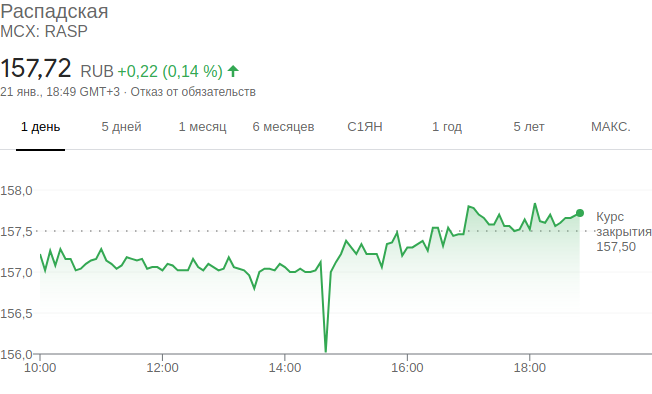 Распадская
MCX: RASP
157,72 RUB +0,22 (0,14 %)
21 янв., 18:49 GMT+3 · Отказ от обязательств
1 день 5 дней 1 месяц 6 месяцев С1ЯН 1 год 5 лет МАКС.
158,0
157,5
157,0
156,5
156,0
Курс
закрытия
157,50
10:00 12:00 14:00 16:00 18:00